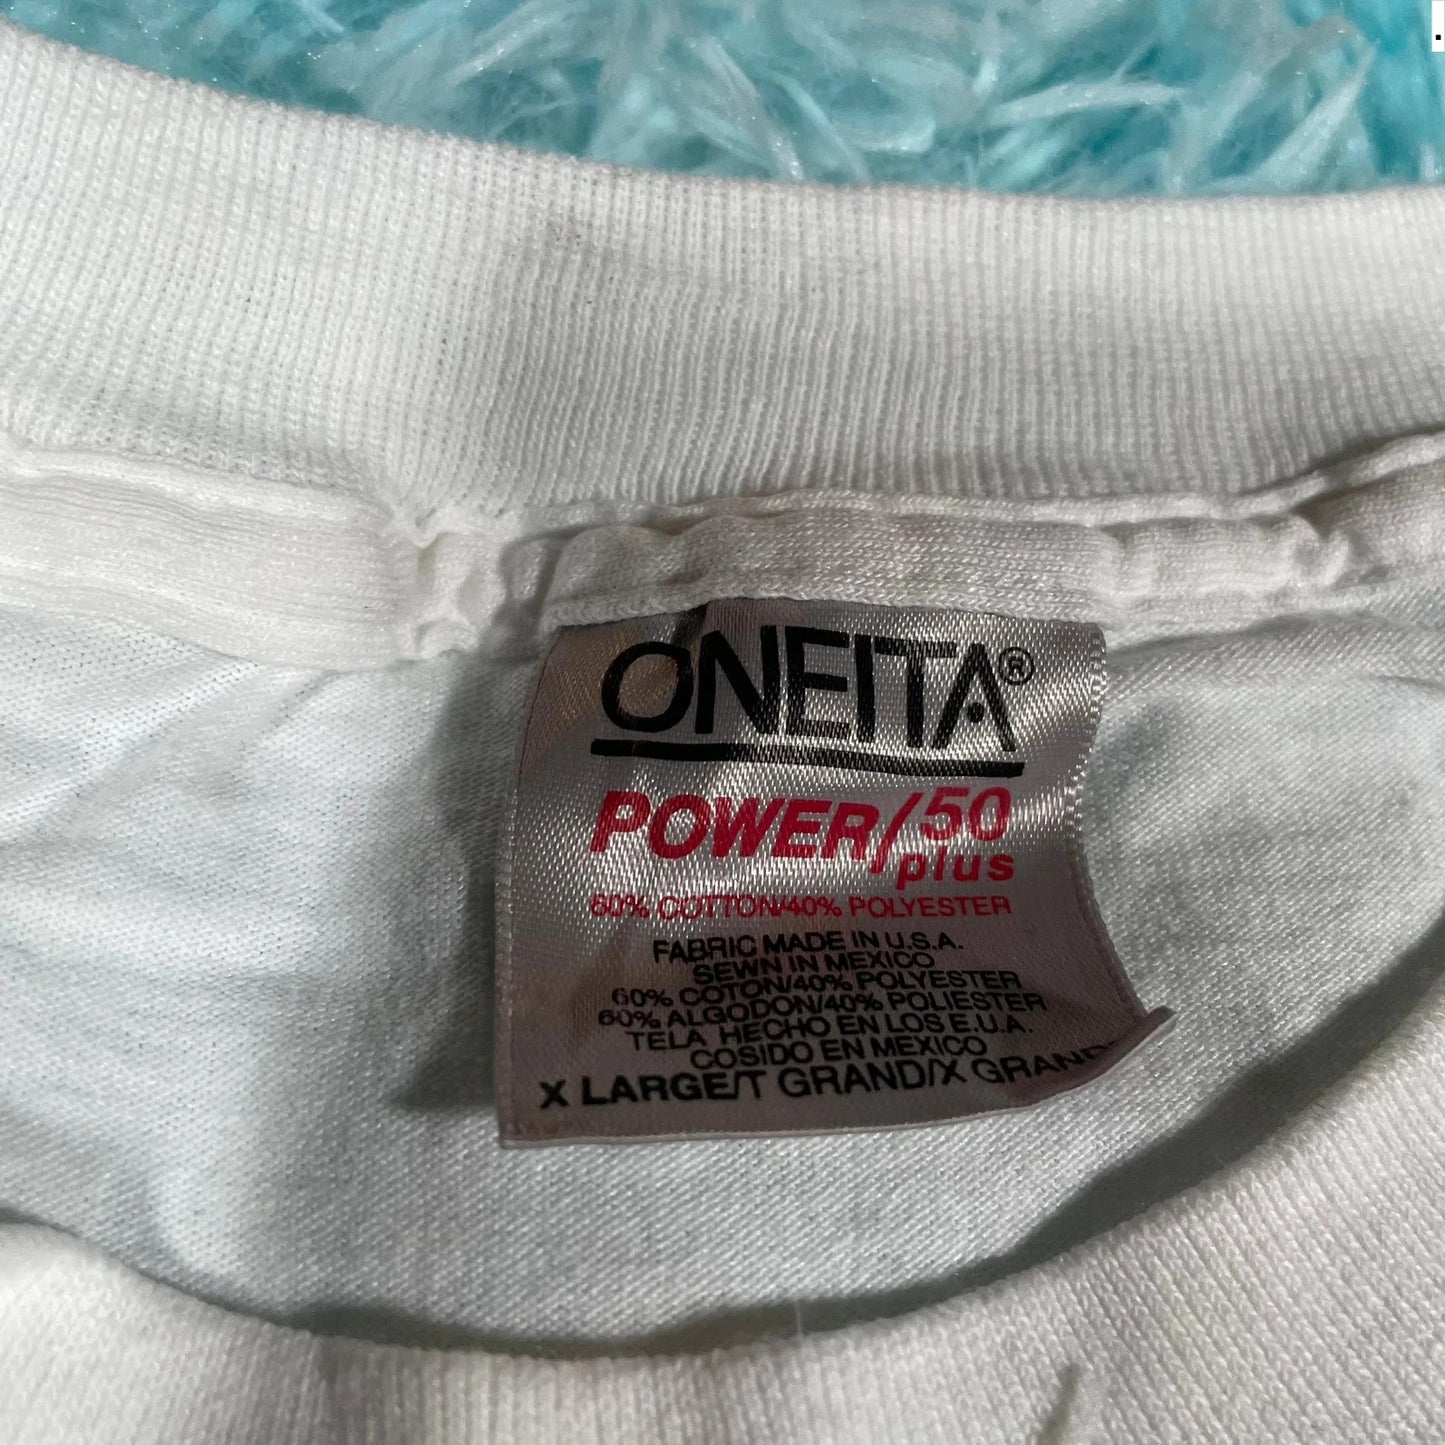 .
ONEITA®
POWER/50
plus
60% COTTON/40% POLYESTER
FABRIC MADE IN U.S.A.
SEWN IN MEXICO
60% COTON/40% POLYESTER
60% ALGODON/40% POLIESTER
TELA HECHO EN LOS E.U.A.
COSIDO EN MEXICO
X LARGE/T GRAND/X GRAND